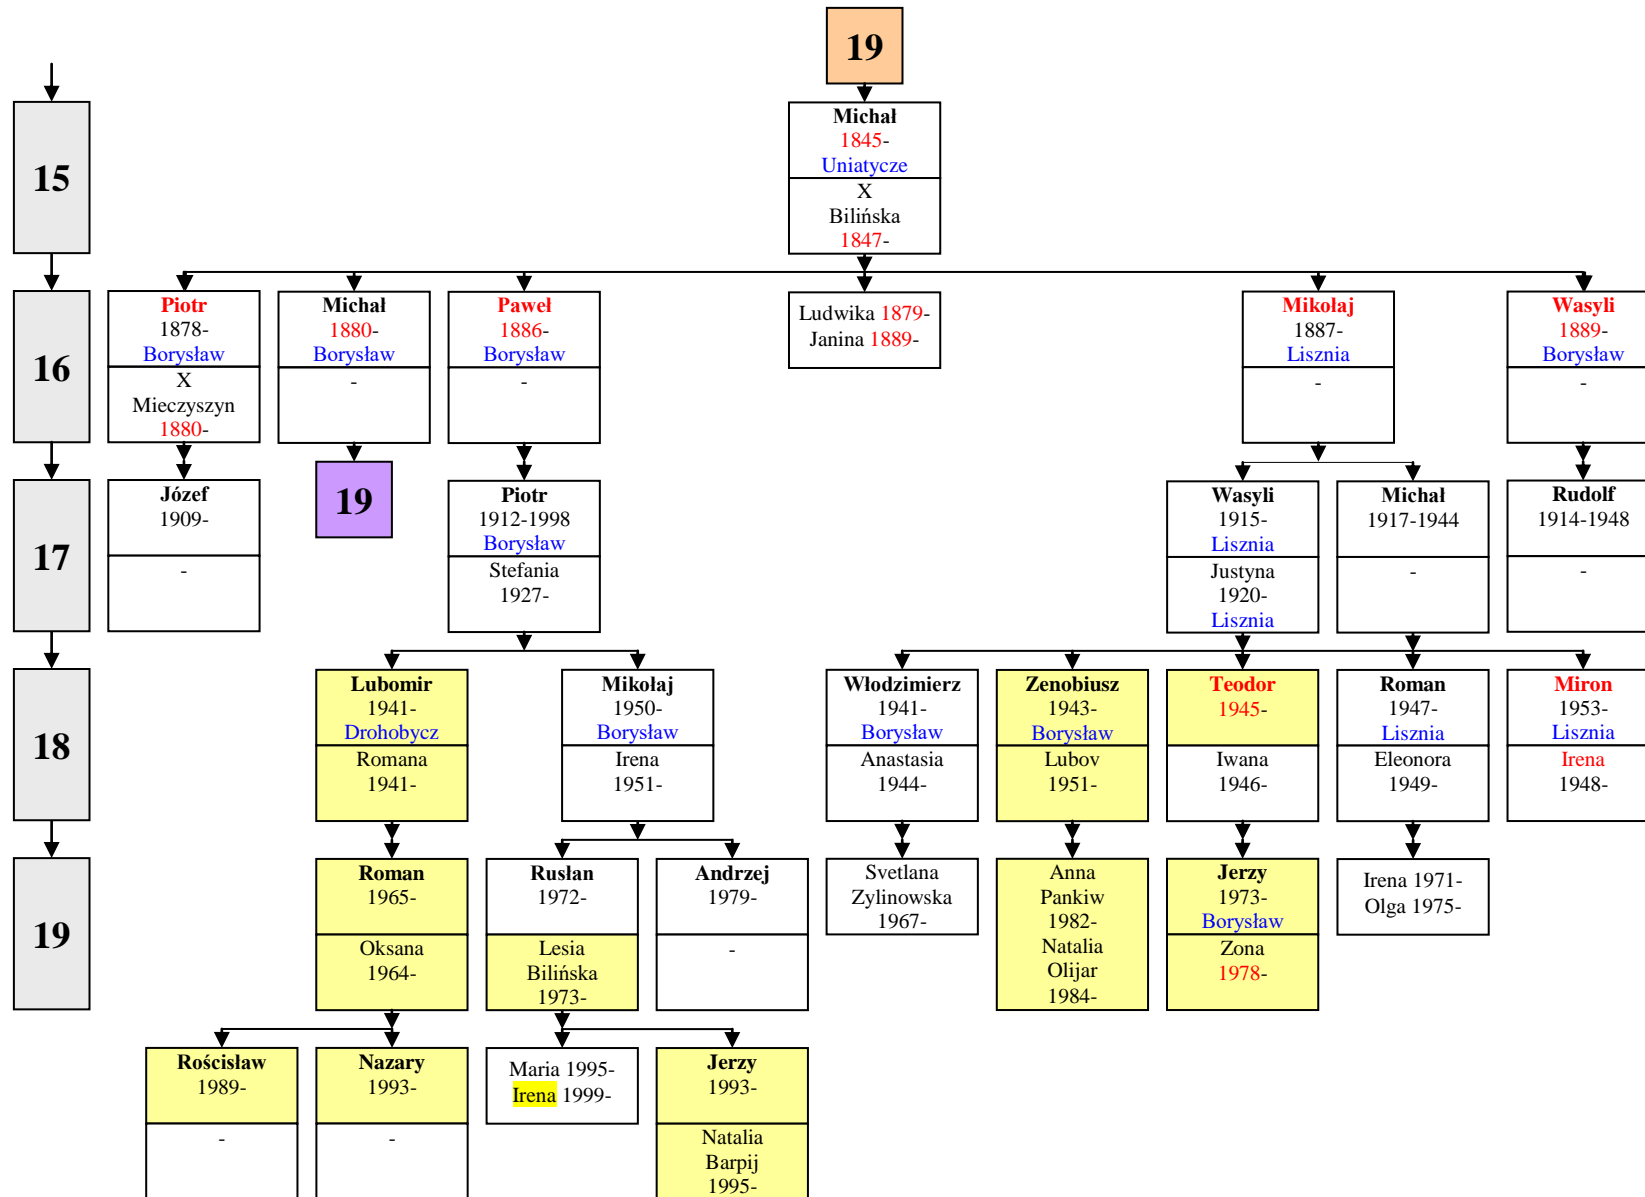 19
15
Michał
1845-
Uniatycze
X
Bilińska
1847-
16
Piotr
1878-
Borysław
X
Mieczyszyn
1880-
Michał
1880-
Borysław
-
Paweł
1886-
Borysław
-
Ludwika 1879-
Janina 1889-
Mikołaj
1887-
Lisznia
-
Wasyli
1889-
Borysław
-
17
Józef
1909-
-
19
Piotr
1912-1998
Borysław
Stefania
1927-
Wasyli
1915-
Lisznia
Justyna
1920-
Lisznia
Michał
1917-1944
-
Rudolf
1914-1948
-
18
Lubomir
1941-
Drohobycz
Romana
1941-
Mikołaj
1950-
Borysław
Irena
1951-
Włodzimierz
1941-
Borysław
Anastasia
1944-
Zenobiusz
1943-
Borysław
Lubov
1951-
Teodor
1945-
Iwana
1946-
Roman
1947-
Lisznia
Eleonora
1949-
Miron
1953-
Lisznia
Irena
1948-
19
Roman
1965-
Oksana
1964-
Rusłan
1972-
Lesia
Bilińska
1973-
Andrzej
1979-
-
Svetlana
Zylinowska
1967-
Anna
Pankiw
1982-
Natalia
Olijar
1984-
Jerzy
1973-
Borysław
Zona
1978-
Irena 1971-
Olga 1975-
Rościsław
1989-
-
Nazary
1993-
-
Maria 1995-
Irena 1999-
Jerzy
1993-
Natalia
Barpij
1995-